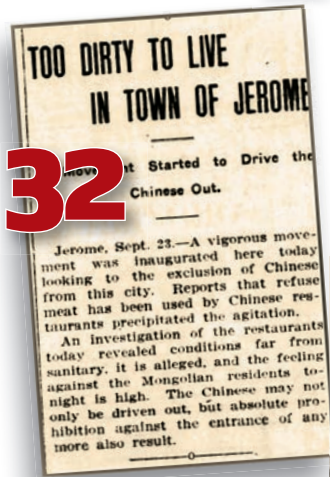 TOO DIRTY TO LIVE
IN TOWN OF JEROME
32
Started to Drive the
Chinese Out.
Jerome, Sept. 23.—A vigorous move-
ment was inaugurated here today
looking to the exclusion of Chinese
from this city. Reports that refuse
meat has been used by Chinese res-
taurants precipitated the agitation.
An investigation of the restaurants
today revealed conditions far from
sanitary, it is alleged, and the feeling
against the Mongolian residents to-
night is high. The Chinese may not
only be driven out, but absolute pro-
hibition against the entrance of any
more also result.